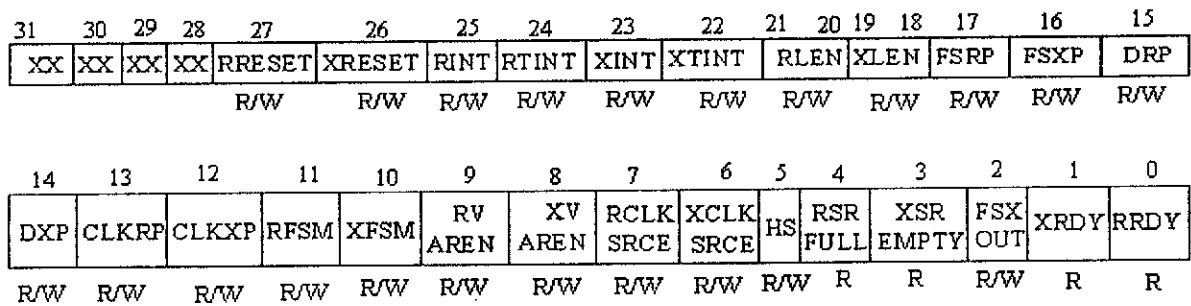 31 30 29 28 27 26 25 24 23 22 21 20 19 18 17 16 15
XX XX XX XX RRESET XRESET RINT RTINT XINT XTINT RLEN XLEN FSRP FSXP DRP
R/W R/W R/W R/W R/W R/W R/W R/W R/W R/W R/W
14 13 12 11 10 9 8 7 6 5 4 3 2 1 0
DXP CLKRP CLKXP RFSM XFSM RV AREN XV AREN RCLK SRCE XCLK SRCE HS RSR FULL XSR EMPTY FSX OUT XRDY RRDY
R/W R/W R/W R/W R/W R/W R/W R/W R/W R/W R R R/W R R